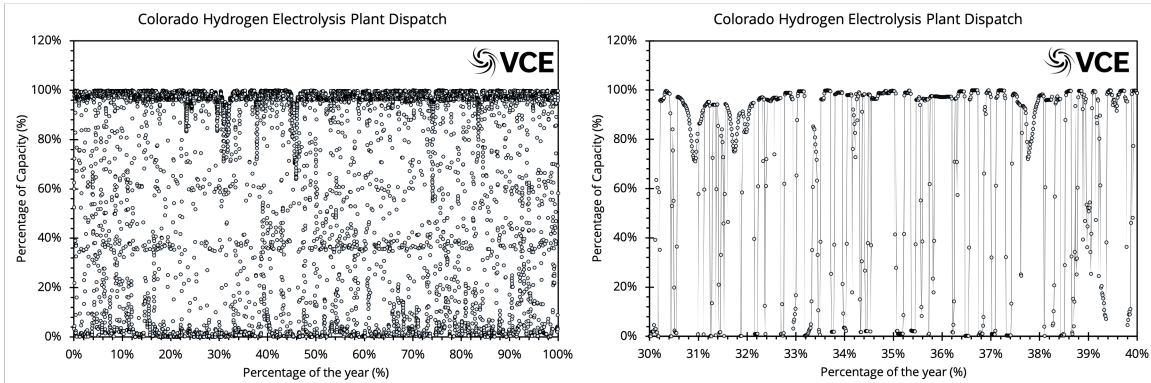 Colorado Hydrogen Electrolysis Plant Dispatch
120%
100%
80%
60%
40%
20%
0%
Percentage of Capacity (%)
VCE
0% 10% 20% 30% 40% 50% 60% 70% 80% 90% 100%
Percentage of the year (%)
Colorado Hydrogen Electrolysis Plant Dispatch
120%
100%
80%
60%
40%
20%
0%
Percentage of Capacity (%)
VCE
30% 31% 32% 33% 34% 35% 36% 37% 38% 39% 40%
Percentage of the year (%)